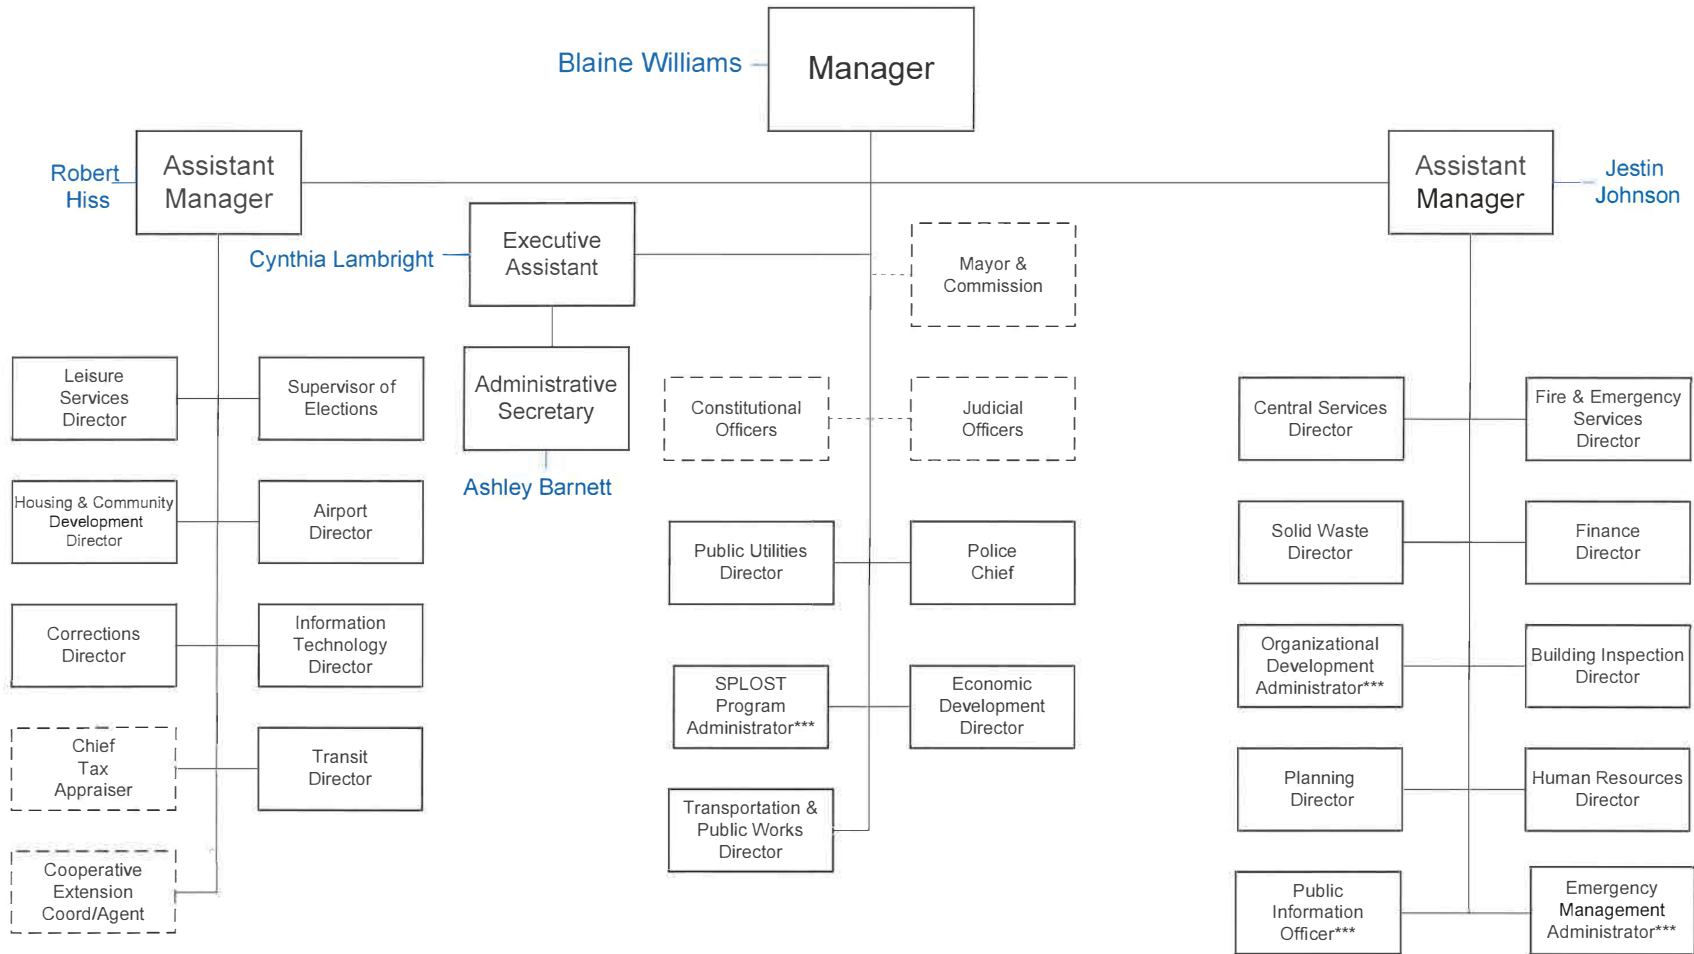 Blaine Williams
Manager
Robert
Hiss
Assistant
Manager
Assistant
Manager
Jestin
Johnson
Cynthia Lambright
Executive
Assistant
Mayor &
Commission
Administrative
Secretary
Ashley Barnett
Leisure
Services
Director
Supervisor of
Elections
Housing & Community
Development
Director
Airport
Director
Corrections
Director
Information
Technology
Director
Chief
Tax
Appraiser
Transit
Director
Cooperative
Extension
Coord/Agent
Constitutional
Officers
Judicial
Officers
Public Utilities
Director
Police
Chief
SPLOST
Program
Administrator***
Economic
Development
Director
Transportation &
Public Works
Director
Central Services
Director
Fire & Emergency
Services
Director
Solid Waste
Director
Finance
Director
Organizational
Development
Administrator***
Building Inspection
Director
Planning
Director
Human Resources
Director
Public
Information
Officer***
Emergency
Management
Administrator***